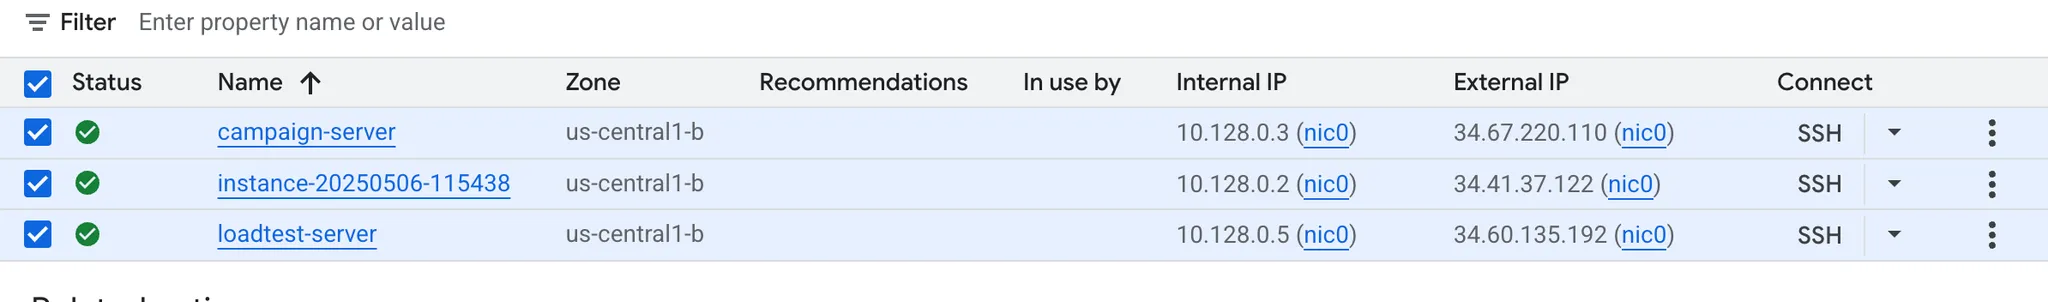 Filter Enter property name or value
Status Name Zone Recommendations In use by Internal IP External IP Connect
campaign-server us-central1-b 10.128.0.3 (nic0) 34.67.220.110 (nic0) SSH
instance-20250506-115438 us-central1-b 10.128.0.2 (nic0) 34.41.37.122 (nic0) SSH
loadtest-server us-central1-b 10.128.0.5 (nic0) 34.60.135.192 (nic0) SSH